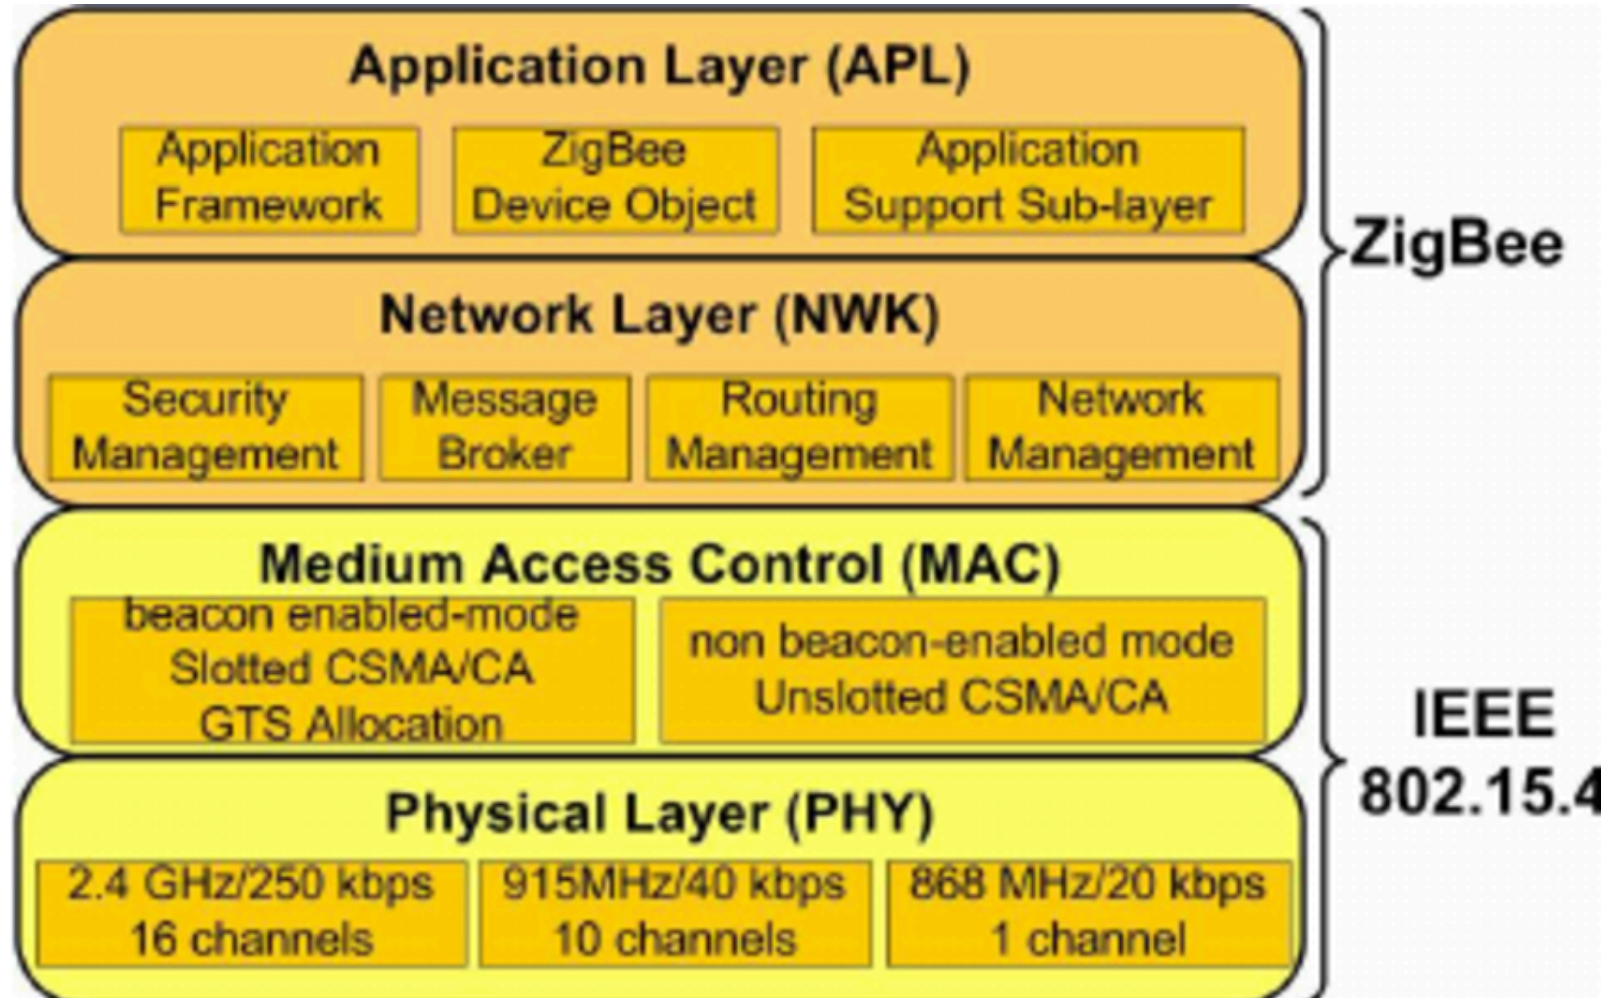 Application Layer (APL)
Application
Framework
ZigBee
Device Object
Application
Support Sub-layer
ZigBee
Network Layer (NWK)
Security
Management
Message
Broker
Routing
Management
Network
Management
Medium Access Control (MAC)
beacon enabled-mode
Slotted CSMA/CA
GTS Allocation
non beacon-enabled mode
Unslotted CSMA/CA
IEEE
802.15.4
Physical Layer (PHY)
2.4 GHz/250 kbps
16 channels
915MHz/40 kbps
10 channels
868 MHz/20 kbps
1 channel